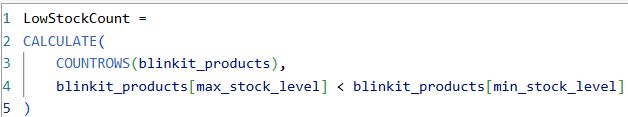 1 LowStockCount =
2 CALCULATE(
3 COUNTROWS(blinkit_products),
4 blinkit_products[max_stock_level] < blinkit_products[min_stock_level]
5 )